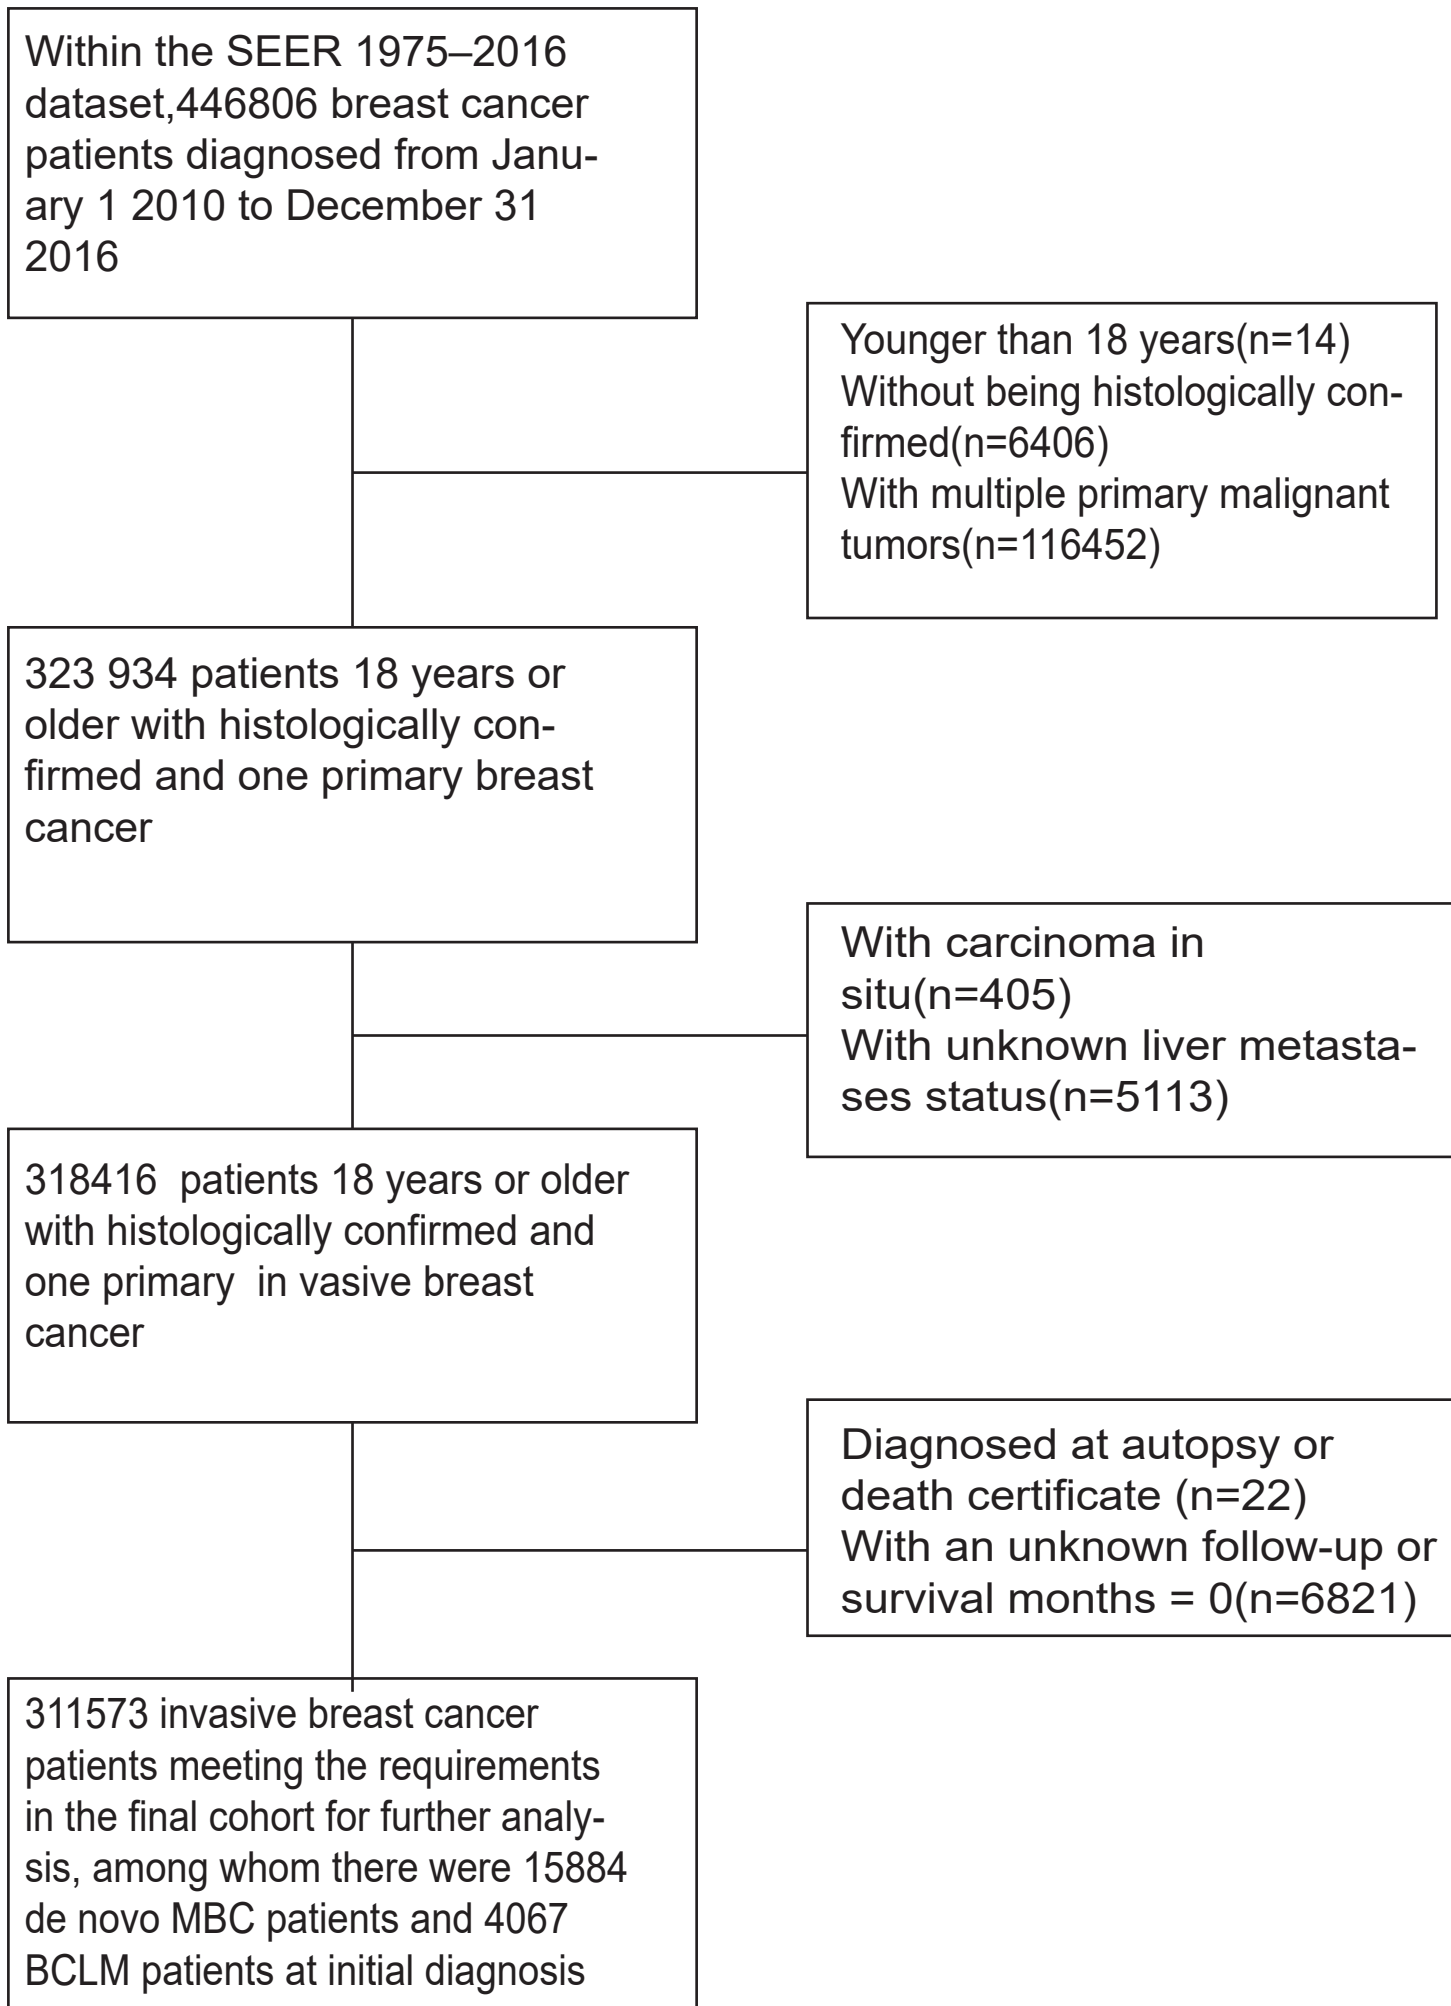 Within the SEER 1975–2016
dataset,446806 breast cancer
patients diagnosed from Janu-
ary 1 2010 to December 31
2016
Younger than 18 years(n=14)
Without being histologically con-
firmed(n=6406)
With multiple primary malignant
tumors(n=116452)
323 934 patients 18 years or
older with histologically con-
firmed and one primary breast
cancer
With carcinoma in
situ(n=405)
With unknown liver metasta-
ses status(n=5113)
318416  patients 18 years or older
with histologically confirmed and
one primary  in vasive breast
cancer
Diagnosed at autopsy or
death certificate (n=22)
With an unknown follow-up or
survival months = 0(n=6821)
311573 invasive breast cancer
patients meeting the requirements
in the final cohort for further analy-
sis, among whom there were 15884
de novo MBC patients and 4067
BCLM patients at initial diagnosis